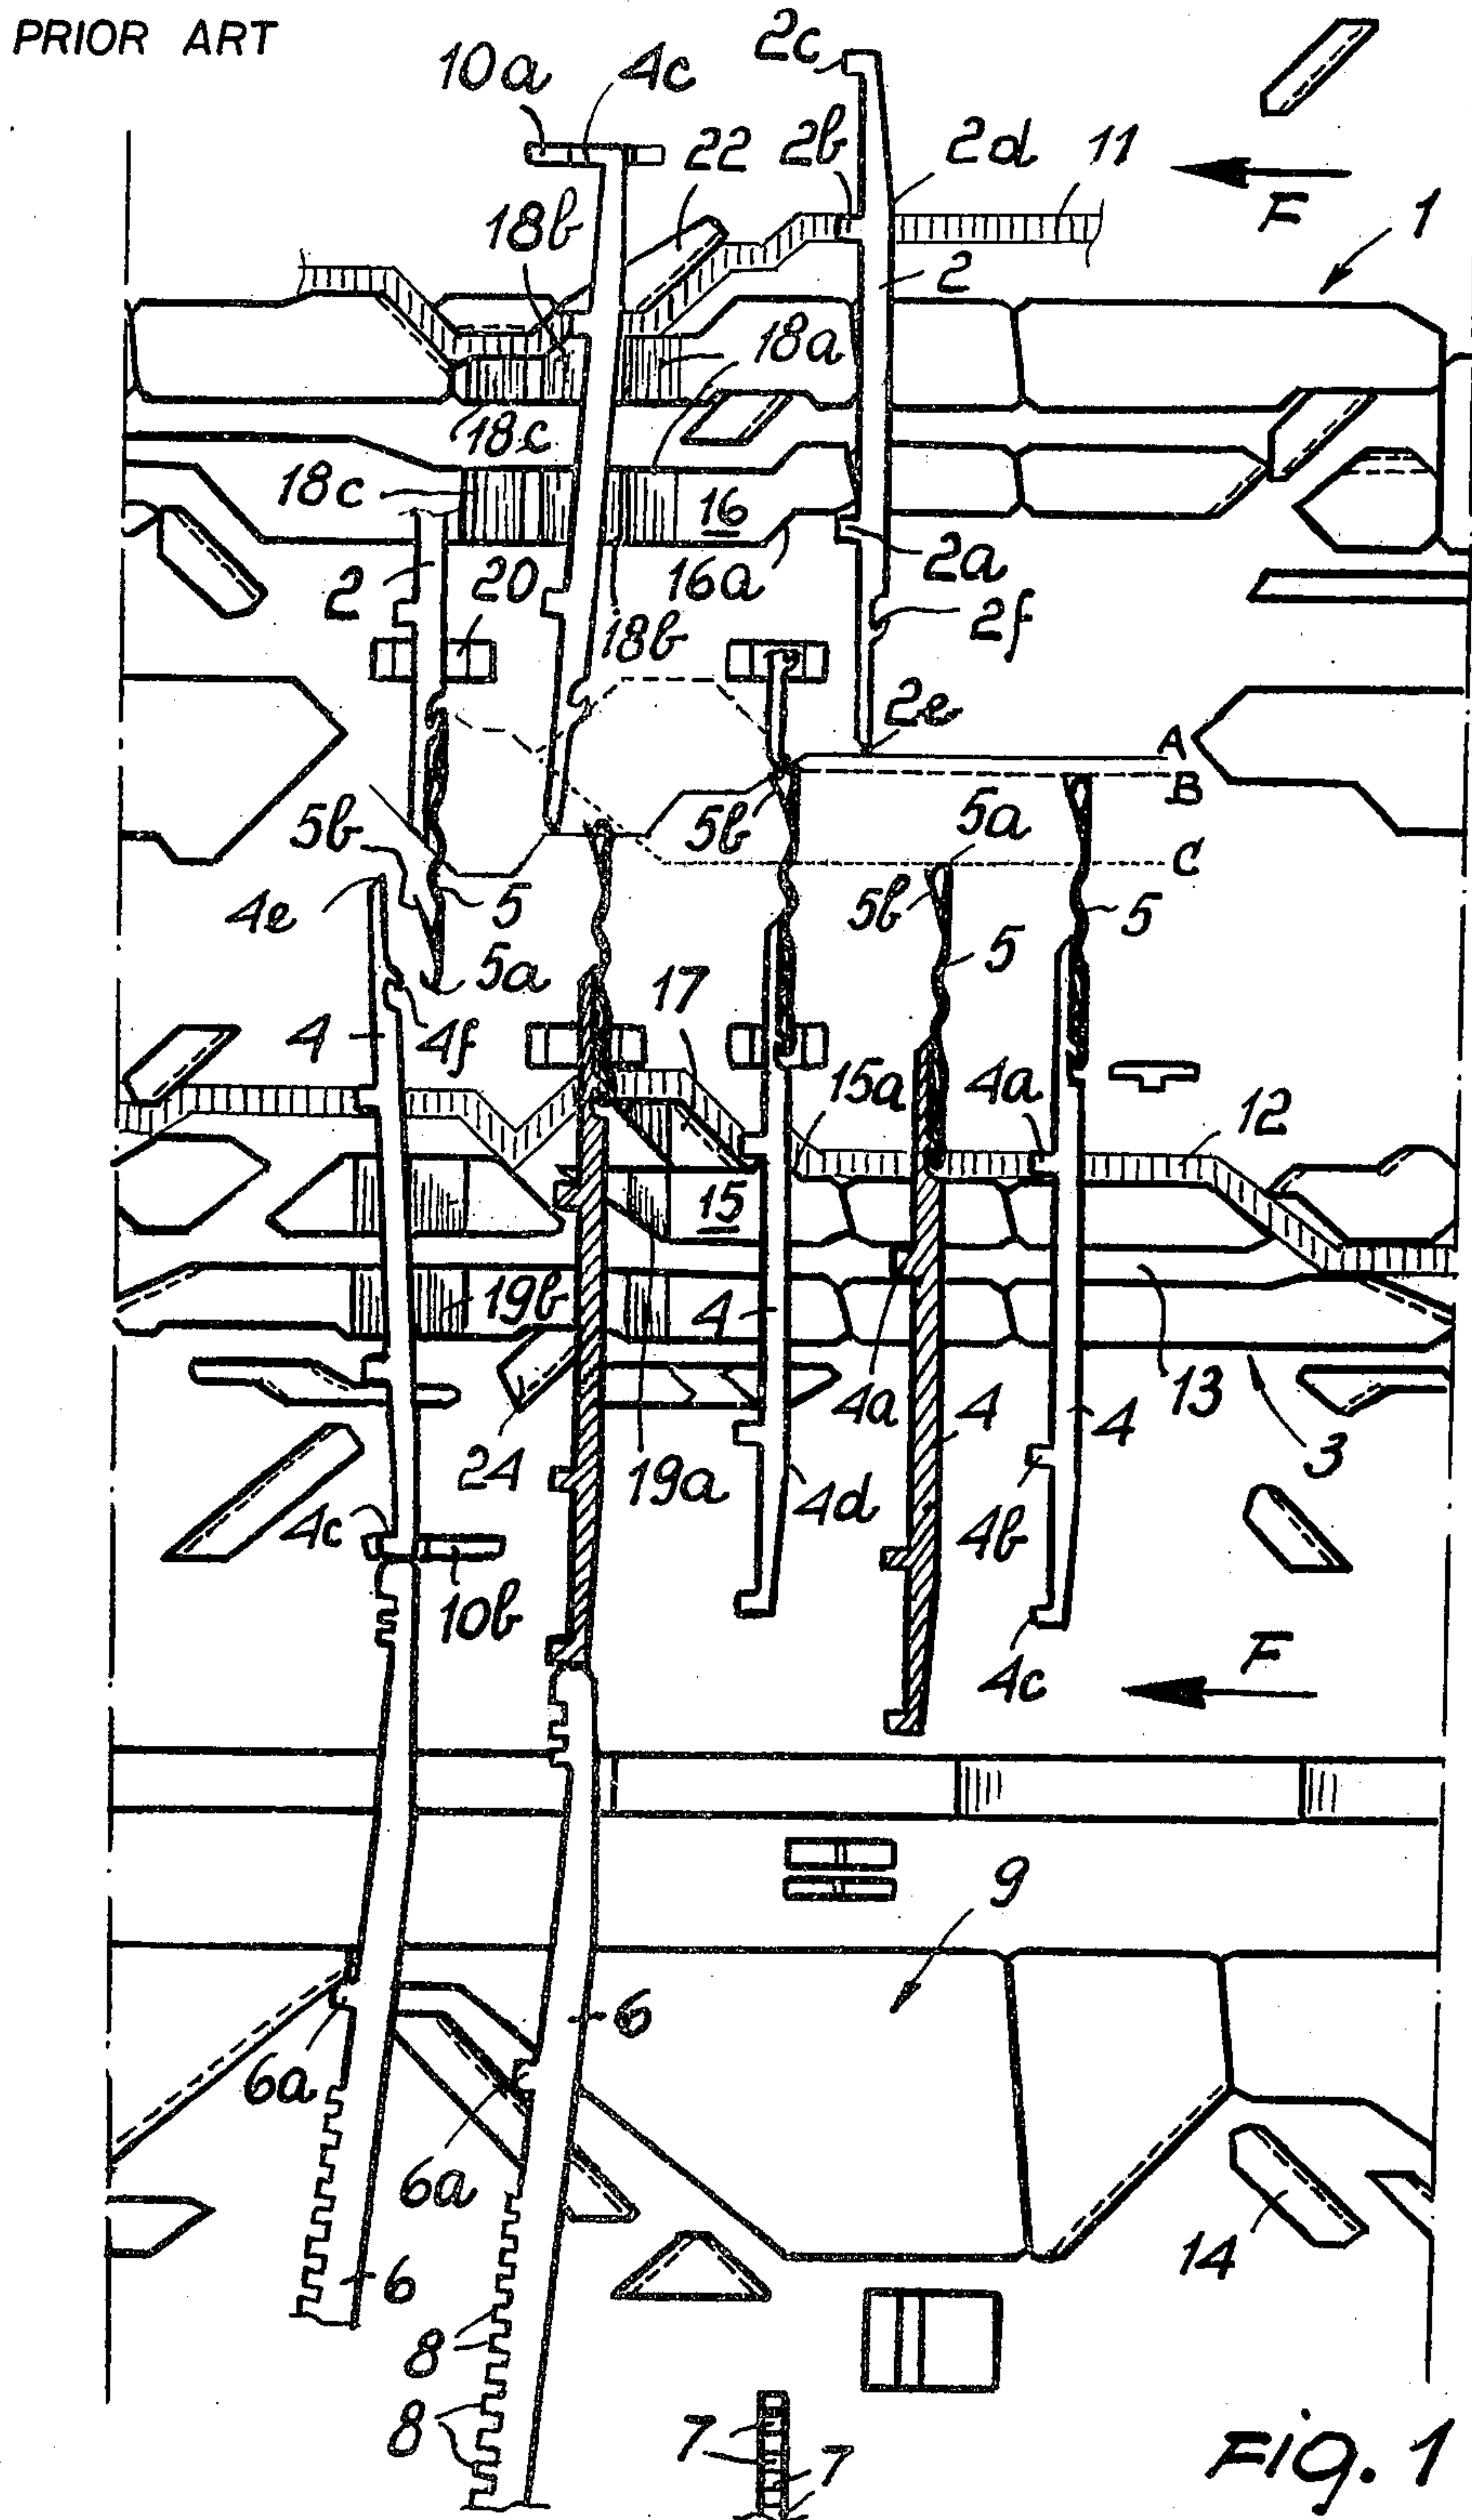 PRIOR ART
2c
10a 4c
22 2b 2d 11
18b F 1
2
18a
18c
18c 16
2 20 16a 2a
18b 2f
2e A
B
5b 5b 5a C
4e 5 5b 5
5a 17 5
4 4f 15a 4a 12
15
19b 4 13
4a 4
24 19a 4 3
4c 4d 4b
10b
4c F
9
6
6a
6a
14
6
8
8 7 7
Fig. 1